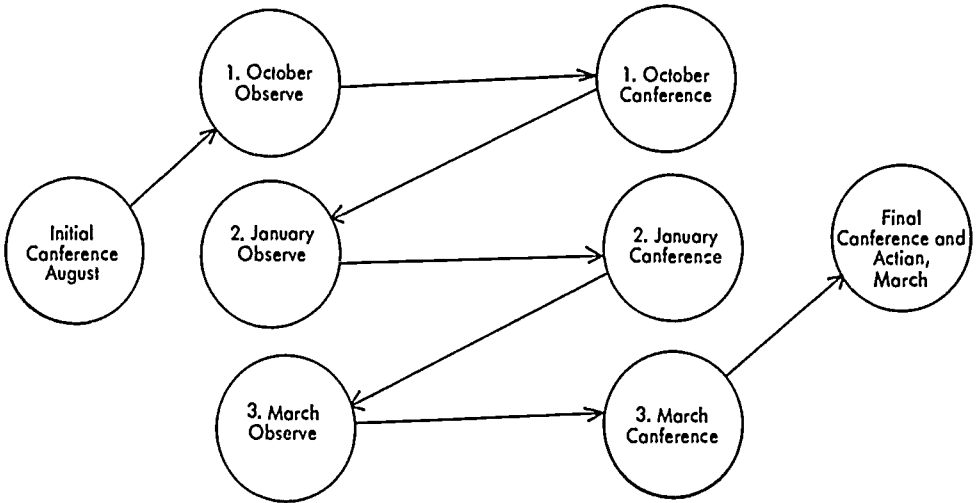 Initial
Conference
August
1. October
Observe
1. October
Conference
2. January
Observe
2. January
Conference
3. March
Observe
3. March
Conference
Final
Conference and
Action,
March